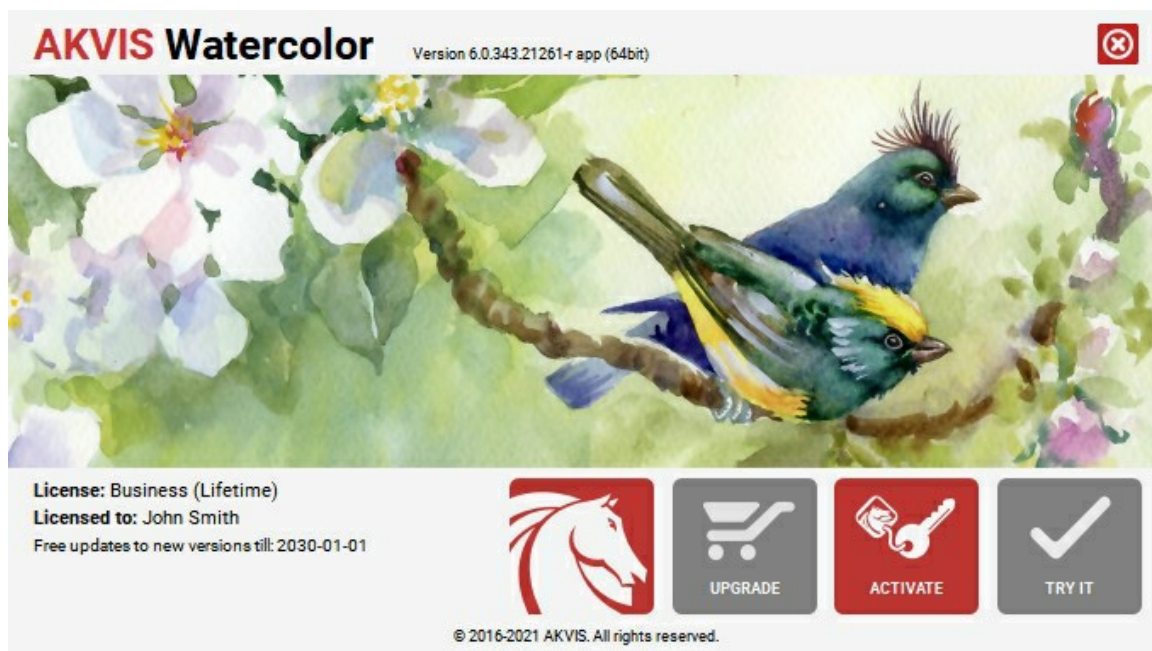 AKVIS Watercolor Version 6.0.343.21261-r app (64bit)
License: Business (Lifetime)
Licensed to: John Smith
Free updates to new versions till: 2030-01-01
UPGRADE
ACTIVATE
TRY IT
© 2016-2021 AKVIS. All rights reserved.